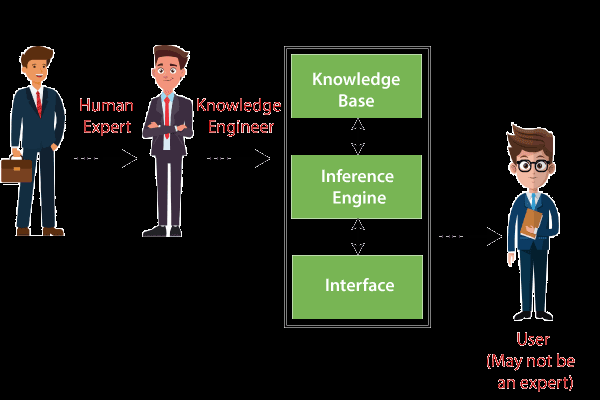 Human
Expert
Knowledge
Engineer
Knowledge
Base
Inference
Engine
Interface
User
(May not be
an expert)